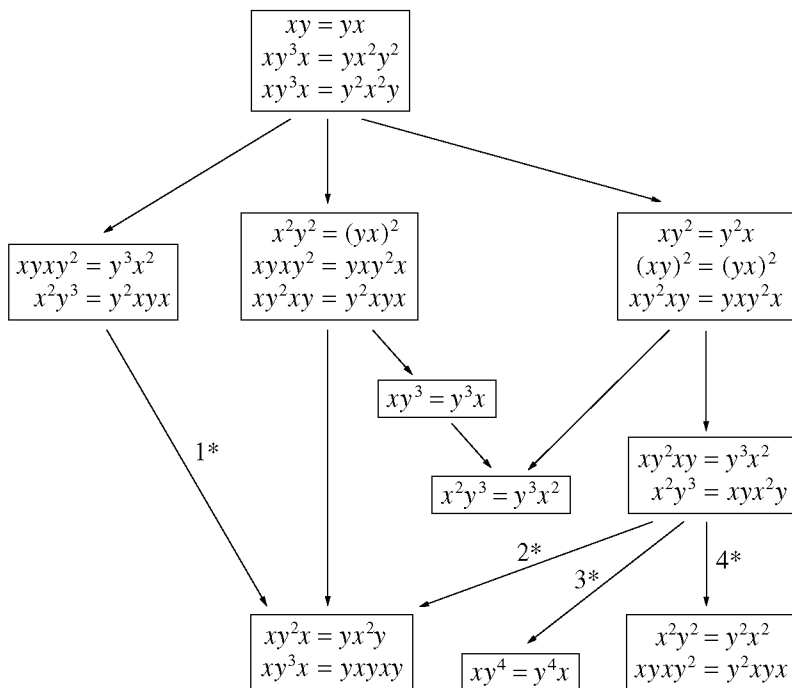 xy = yx
xy³x = yx²y²
xy³x = y²x²y
xyxy² = y³x²
x²y³ = y²xyx
x²y² = (yx)²
xyxy² = yxy²x
xy²xy = y²xyx
xy² = y²x
(xy)² = (yx)²
xy²xy = yxy²x
xy³ = y³x
1*
x²y³ = y³x²
xy²xy = y³x²
x²y³ = xyx²y
2*
3*
4*
xy²x = yx²y
xy³x = yxyxy
xy⁴ = y⁴x
x²y² = y²x²
xyxy² = y²xyx